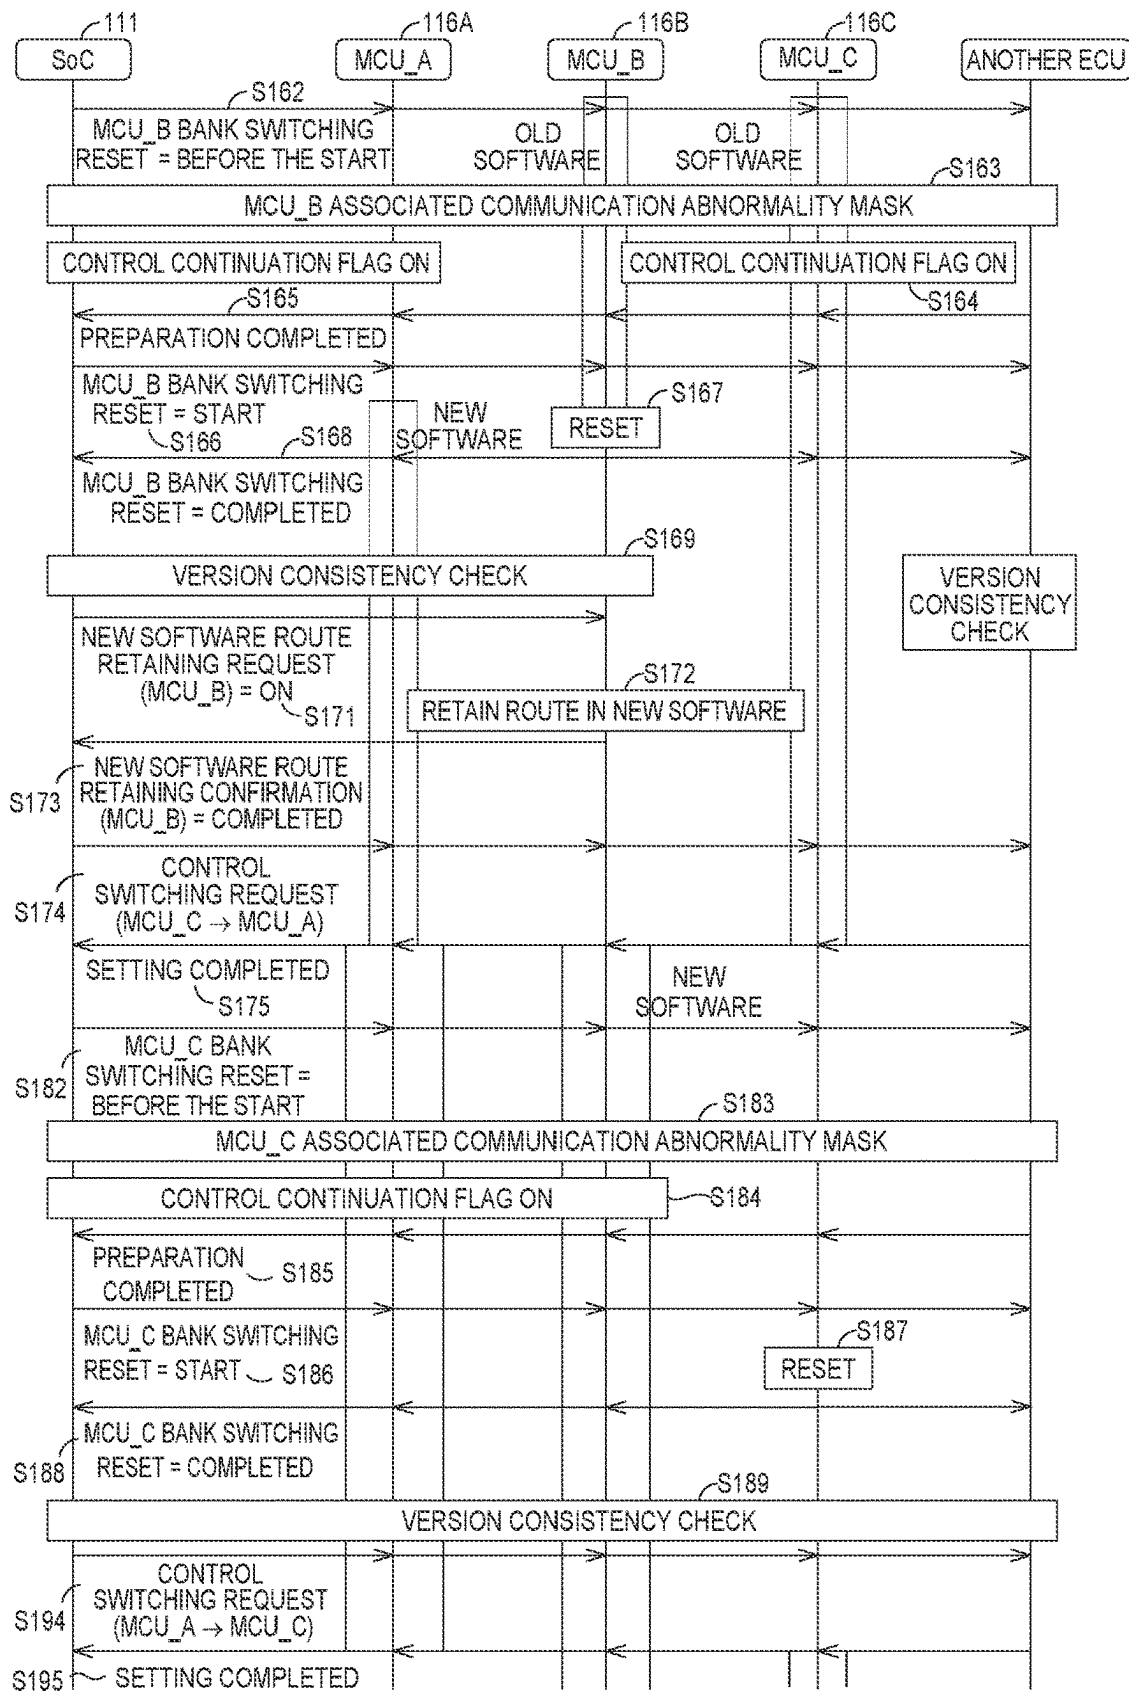 111
116A
116B
116C
SoC
MCU_A
MCU_B
MCU_C
ANOTHER ECU
S162
MCU_B BANK SWITCHING
RESET = BEFORE THE START
OLD
SOFTWARE
OLD
SOFTWARE
S163
MCU_B ASSOCIATED COMMUNICATION ABNORMALITY MASK
CONTROL CONTINUATION FLAG ON
CONTROL CONTINUATION FLAG ON
S164
S165
PREPARATION COMPLETED
MCU_B BANK SWITCHING
RESET = START
S166
S167
RESET
NEW
SOFTWARE
S168
MCU_B BANK SWITCHING
RESET = COMPLETED
S169
VERSION CONSISTENCY CHECK
VERSION
CONSISTENCY
CHECK
NEW SOFTWARE ROUTE
RETAINING REQUEST
(MCU_B) = ON
S171
S172
RETAIN ROUTE IN NEW SOFTWARE
S173
NEW SOFTWARE ROUTE
RETAINING CONFIRMATION
(MCU_B) = COMPLETED
S174
CONTROL
SWITCHING REQUEST
(MCU_C → MCU_A)
SETTING COMPLETED
S175
NEW
SOFTWARE
S182
MCU_C BANK
SWITCHING RESET =
BEFORE THE START
S183
MCU_C ASSOCIATED COMMUNICATION ABNORMALITY MASK
CONTROL CONTINUATION FLAG ON
S184
PREPARATION
COMPLETED
S185
MCU_C BANK SWITCHING
RESET = START
S186
S187
RESET
S188
MCU_C BANK SWITCHING
RESET = COMPLETED
S189
VERSION CONSISTENCY CHECK
S194
CONTROL
SWITCHING REQUEST
(MCU_A → MCU_C)
S195
SETTING COMPLETED